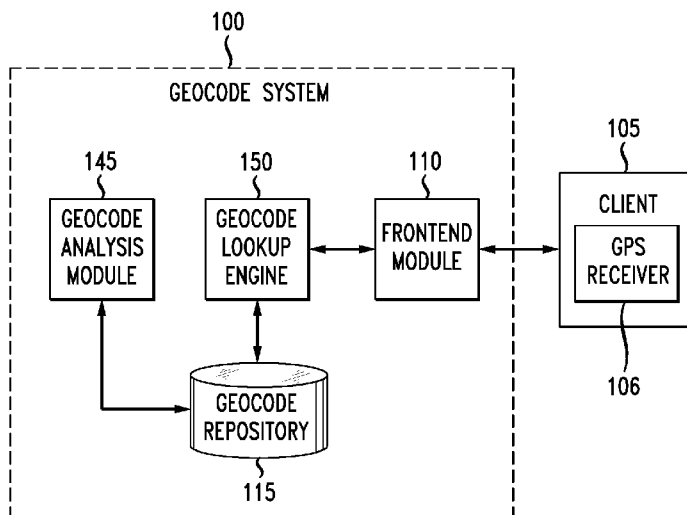 100
GEOCODE SYSTEM
145
150
110
105
GEOCODE
ANALYSIS
MODULE
GEOCODE
LOOKUP
ENGINE
FRONTEND
MODULE
CLIENT
GPS
RECEIVER
106
GEOCODE
REPOSITORY
115